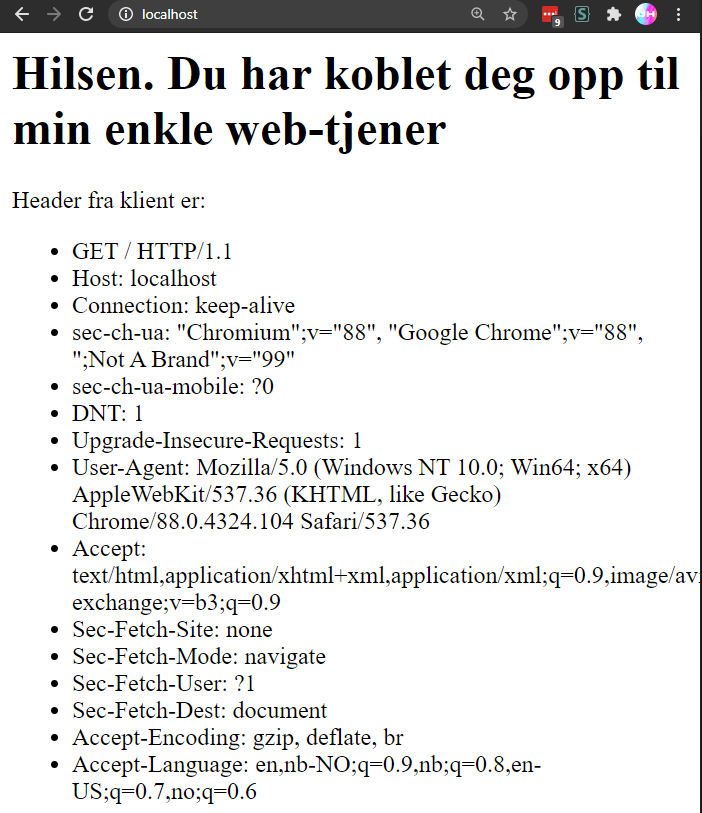 localhost
9
Hilsen. Du har koblet deg opp til
min enkle web-tjener
Header fra klient er:
GET / HTTP/1.1
Host: localhost
Connection: keep-alive
sec-ch-ua: "Chromium";v="88", "Google Chrome";v="88",
";Not A Brand";v="99"
sec-ch-ua-mobile: ?0
DNT: 1
Upgrade-Insecure-Requests: 1
User-Agent: Mozilla/5.0 (Windows NT 10.0; Win64; x64)
AppleWebKit/537.36 (KHTML, like Gecko)
Chrome/88.0.4324.104 Safari/537.36
Accept:
text/html,application/xhtml+xml,application/xml;q=0.9,image/av
exchange;v=b3;q=0.9
Sec-Fetch-Site: none
Sec-Fetch-Mode: navigate
Sec-Fetch-User: ?1
Sec-Fetch-Dest: document
Accept-Encoding: gzip, deflate, br
Accept-Language: en,nb-NO;q=0.9,nb;q=0.8,en-
US;q=0.7,no;q=0.6